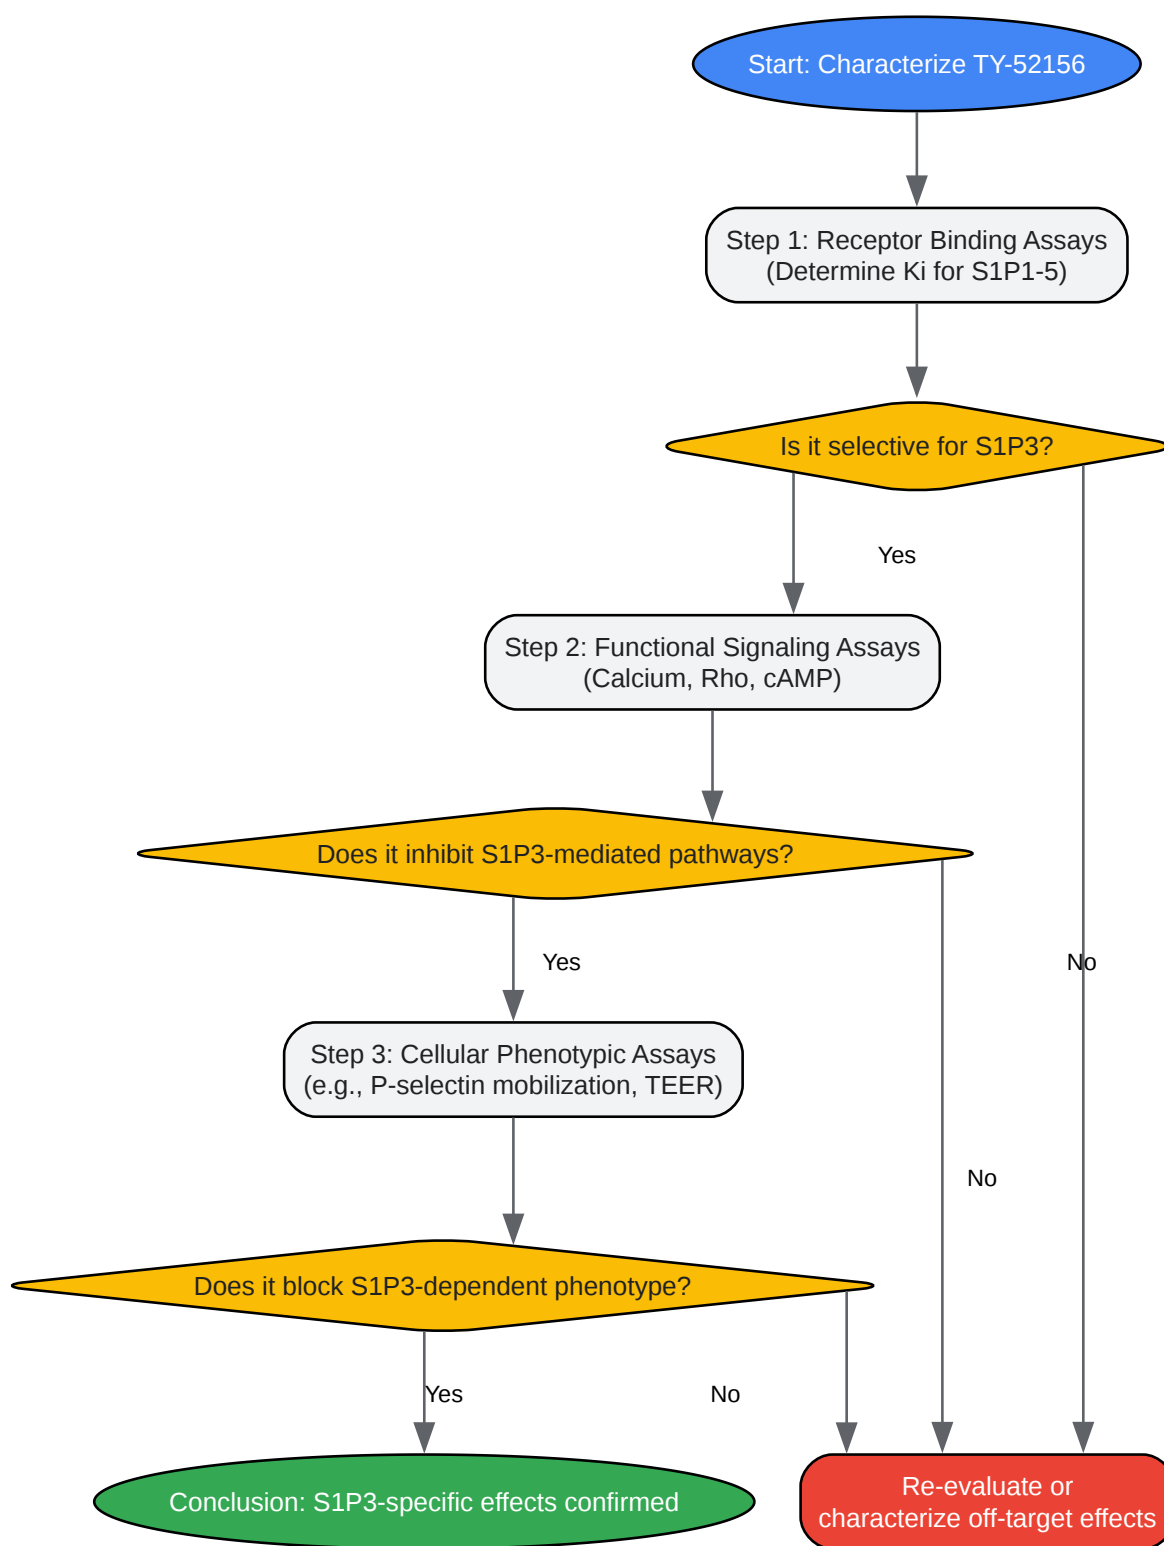 Start: Characterize TY-52156
Step 1: Receptor Binding Assays
(Determine Ki for S1P1-5)
Is it selective for S1P3?
Yes
Step 2: Functional Signaling Assays
(Calcium, Rho, cAMP)
Does it inhibit S1P3-mediated pathways?
Yes
No
Step 3: Cellular Phenotypic Assays
(e.g., P-selectin mobilization, TEER)
No
Does it block S1P3-dependent phenotype?
Yes
No
Conclusion: S1P3-specific effects confirmed
Re-evaluate or
characterize off-target effects